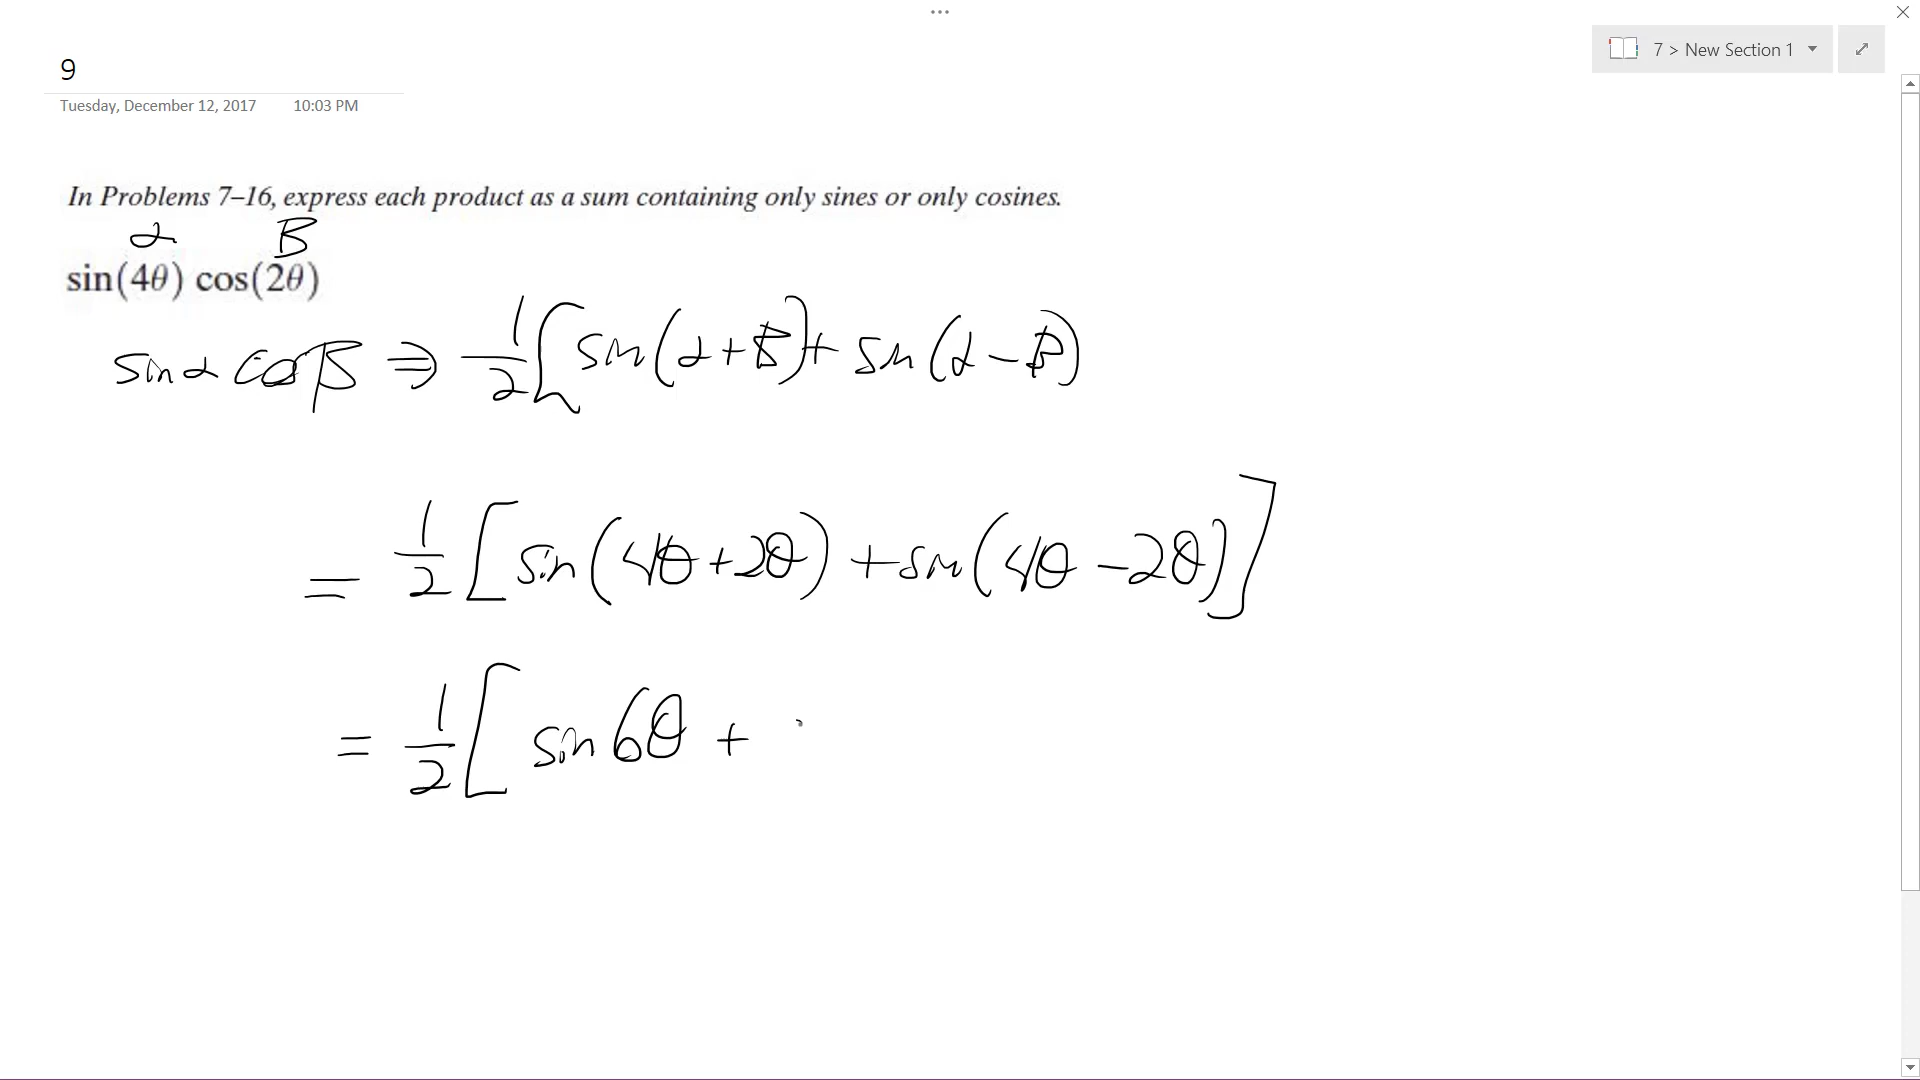 7 > New Section 1
9
Tuesday, December 12, 2017 10:03 PM
In Problems 7–16, express each product as a sum containing only sines or only cosines.
α B
sin(4θ) cos(2θ)
sin α cos β ⇒ 1/2 [sin(α+B) + sin(α−B)
= 1/2 [sin(4θ+2θ) + sin(4θ−2θ)]
= 1/2 [sin 6θ +